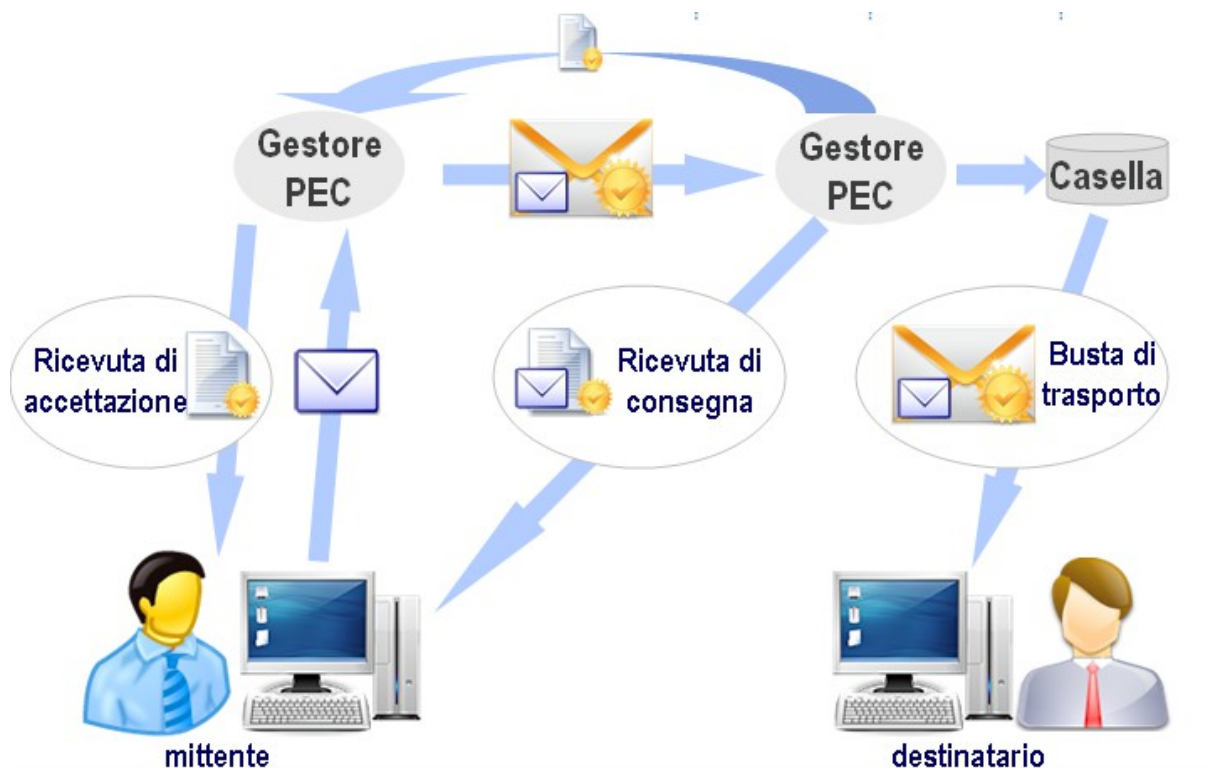 Gestore
PEC
Gestore
PEC
Casella
Ricevuta di
accettazione
Ricevuta di
consegna
Busta di
trasporto
mittente
destinatario